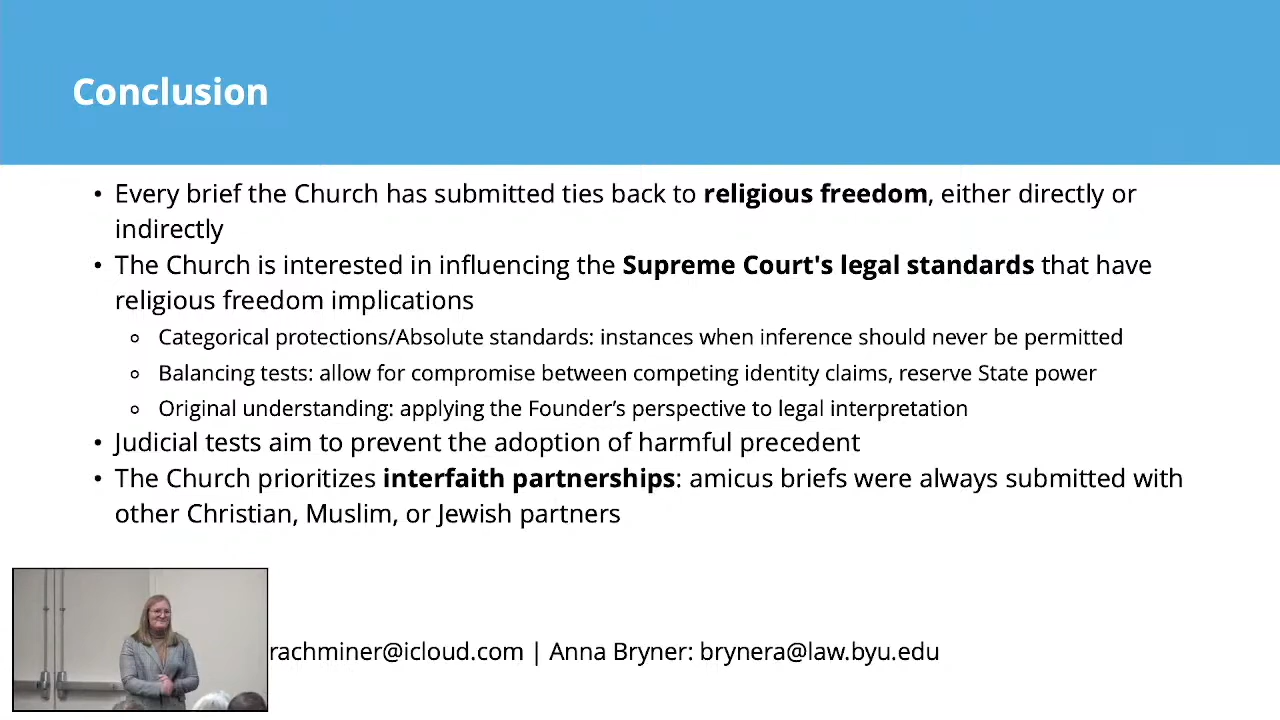 Conclusion
• Every brief the Church has submitted ties back to religious freedom, either directly or
indirectly
• The Church is interested in influencing the Supreme Court's legal standards that have
religious freedom implications
○ Categorical protections/Absolute standards: instances when inference should never be permitted
○ Balancing tests: allow for compromise between competing identity claims, reserve State power
○ Original understanding: applying the Founder’s perspective to legal interpretation
• Judicial tests aim to prevent the adoption of harmful precedent
• The Church prioritizes interfaith partnerships: amicus briefs were always submitted with
other Christian, Muslim, or Jewish partners
rachminer@icloud.com | Anna Bryner: brynera@law.byu.edu